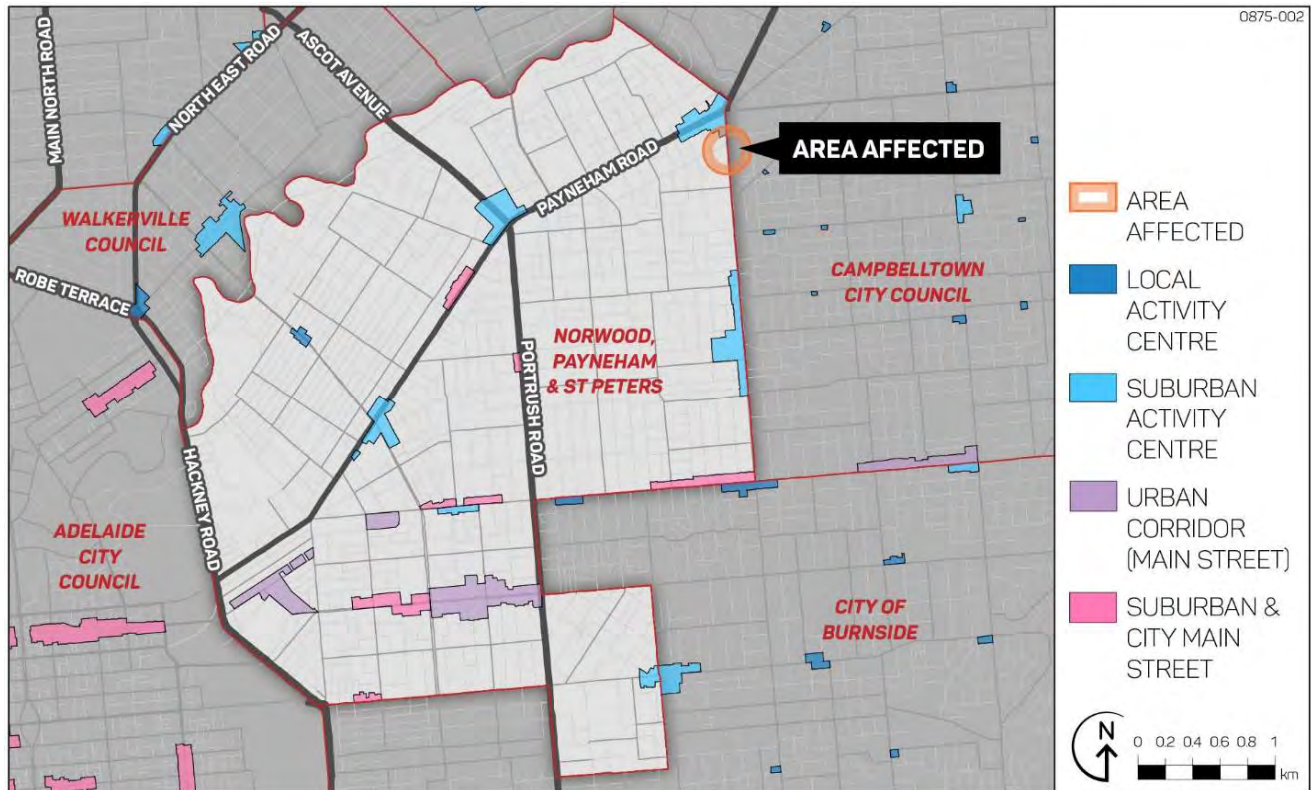 0875-002
MAIN NORTH ROAD
NORTH EAST ROAD
ASCOT AVENUE
PAYNEHAM ROAD
AREA AFFECTED
WALKERVILLE
COUNCIL
ROBE TERRACE
CAMPBELLTOWN
CITY COUNCIL
NORWOOD,
PAYNEHAM
& ST PETERS
PORTRUSH ROAD
HACKNEY ROAD
ADELAIDE
CITY
COUNCIL
CITY OF
BURNSIDE
AREA
AFFECTED
LOCAL
ACTIVITY
CENTRE
SUBURBAN
ACTIVITY
CENTRE
URBAN
CORRIDOR
(MAIN STREET)
SUBURBAN &
CITY MAIN
STREET
N
0 0.2 0.4 0.6 0.8 1
km